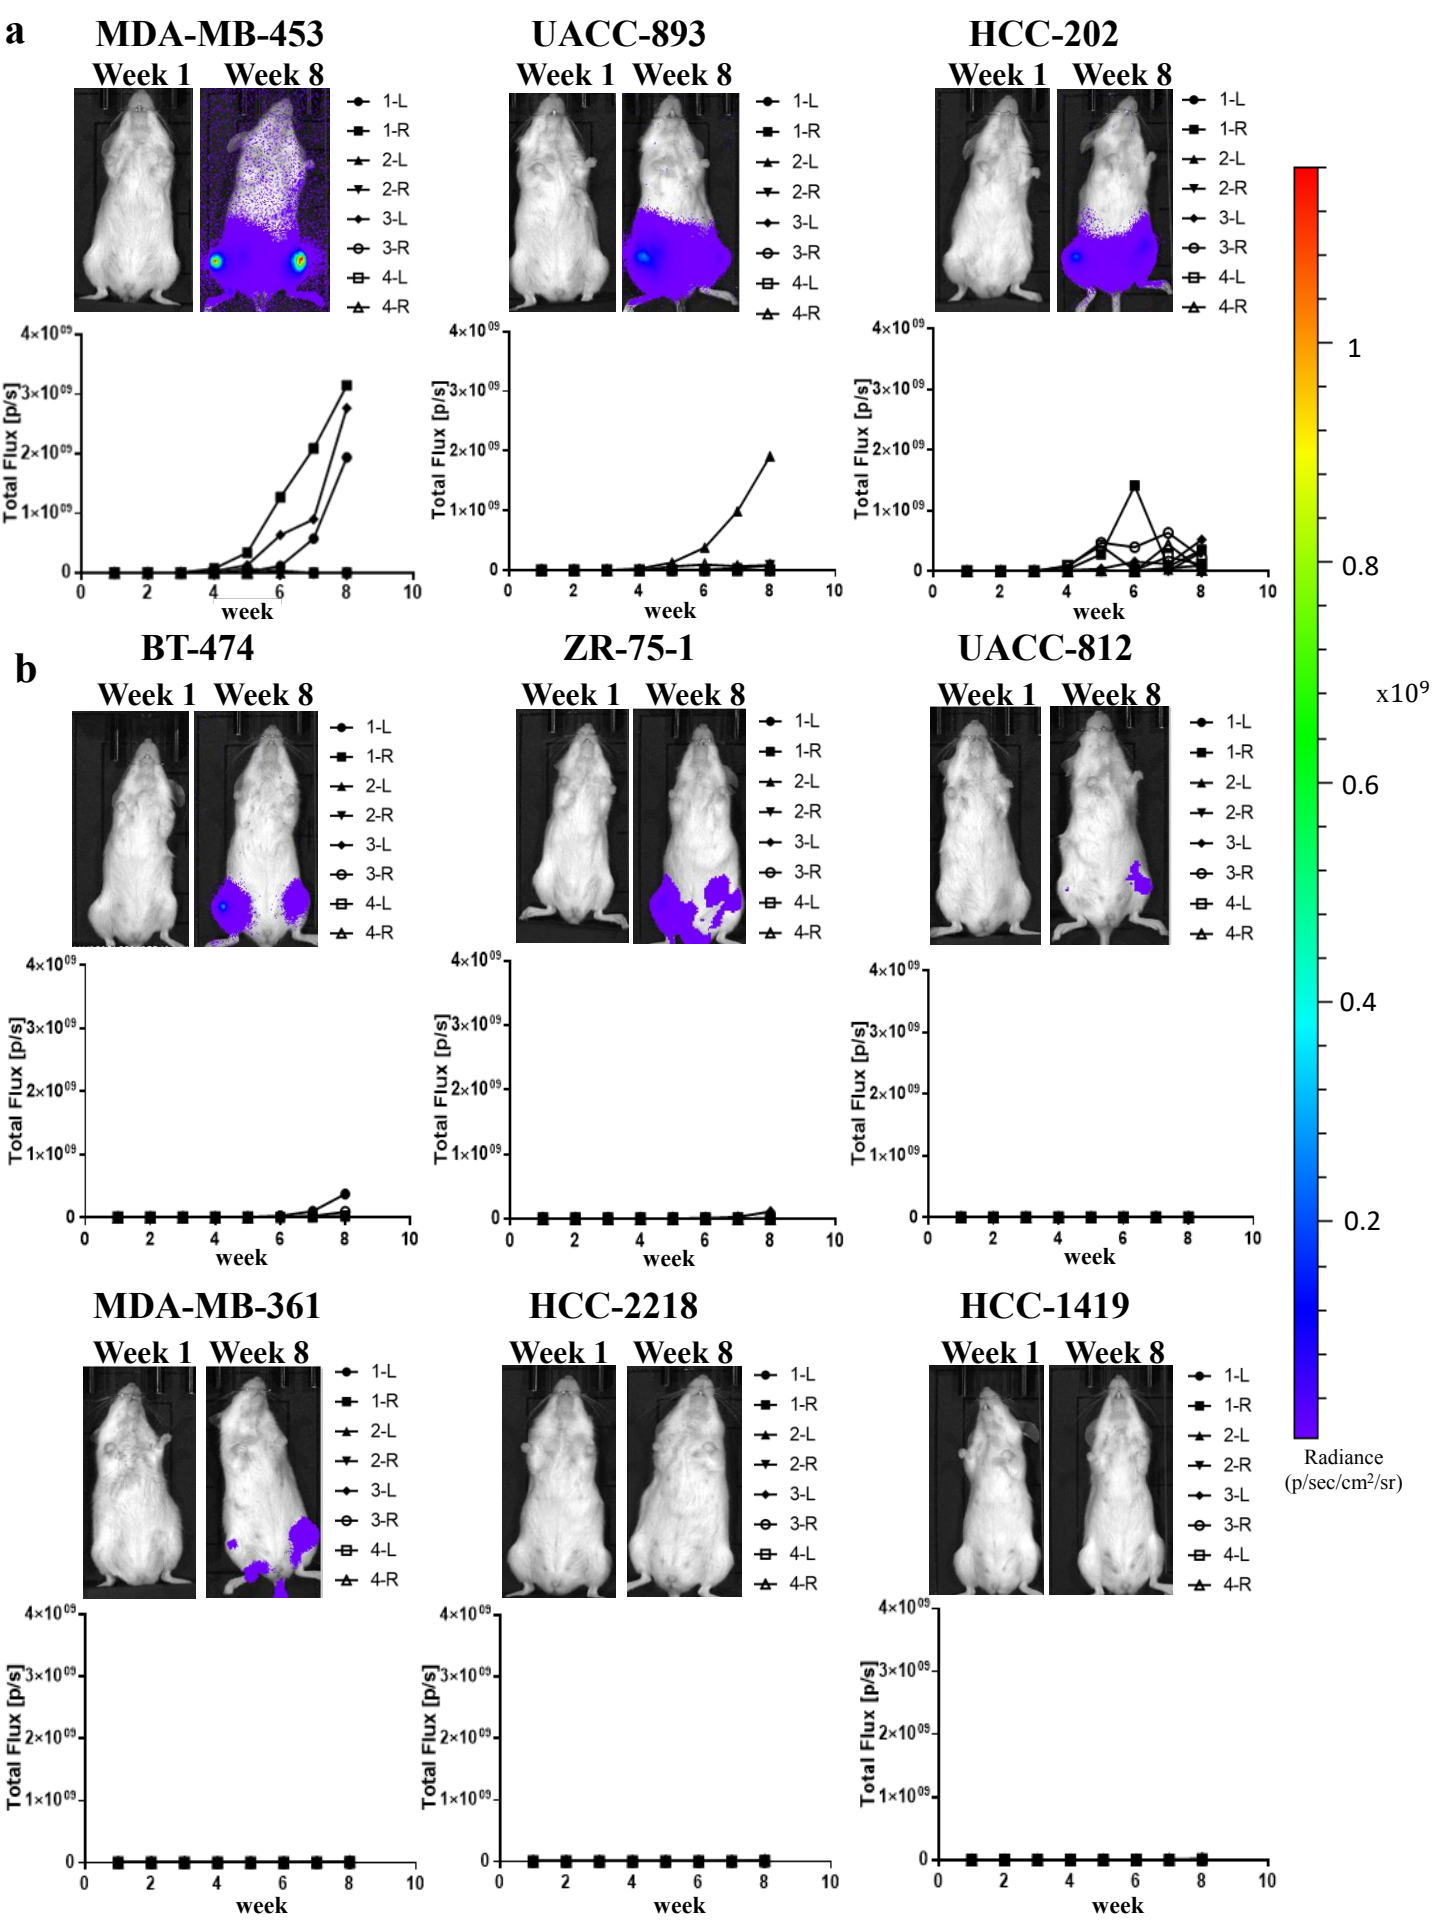 a
MDA-MB-453 UACC-893 HCC-202
Week 1 Week 8 Week 1 Week 8 Week 1 Week 8
1-L
1-R
2-L
2-R
3-L
3-R
4-L
4-R
1-L
1-R
2-L
2-R
3-L
3-R
4-L
4-R
1-L
1-R
2-L
2-R
3-L
3-R
4-L
4-R
Total Flux [p/s]
4×10⁰⁹
3×10⁰⁹
2×10⁰⁹
1×10⁰⁹
0
0 2 4 6 8 10
week
Total Flux [p/s]
4×10⁰⁹
3×10⁰⁹
2×10⁰⁹
1×10⁰⁹
0
0 2 4 6 8 10
week
Total Flux [p/s]
4×10⁰⁹
3×10⁰⁹
2×10⁰⁹
1×10⁰⁹
0
0 2 4 6 8 10
week
b
BT-474 ZR-75-1 UACC-812
Week 1 Week 8 Week 1 Week 8 Week 1 Week 8
1-L
1-R
2-L
2-R
3-L
3-R
4-L
4-R
1-L
1-R
2-L
2-R
3-L
3-R
4-L
4-R
1-L
1-R
2-L
2-R
3-L
3-R
4-L
4-R
Total Flux [p/s]
4×10⁰⁹
3×10⁰⁹
2×10⁰⁹
1×10⁰⁹
0
0 2 4 6 8 10
week
Total Flux [p/s]
4×10⁰⁹
3×10⁰⁹
2×10⁰⁹
1×10⁰⁹
0
0 2 4 6 8 10
week
Total Flux [p/s]
4×10⁰⁹
3×10⁰⁹
2×10⁰⁹
1×10⁰⁹
0
0 2 4 6 8 10
week
MDA-MB-361 HCC-2218 HCC-1419
Week 1 Week 8 Week 1 Week 8 Week 1 Week 8
1-L
1-R
2-L
2-R
3-L
3-R
4-L
4-R
1-L
1-R
2-L
2-R
3-L
3-R
4-L
4-R
1-L
1-R
2-L
2-R
3-L
3-R
4-L
4-R
Total Flux [p/s]
4×10⁰⁹
3×10⁰⁹
2×10⁰⁹
1×10⁰⁹
0
0 2 4 6 8 10
week
Total Flux [p/s]
4×10⁰⁹
3×10⁰⁹
2×10⁰⁹
1×10⁰⁹
0
0 2 4 6 8 10
week
Total Flux [p/s]
4×10⁰⁹
3×10⁰⁹
2×10⁰⁹
1×10⁰⁹
0
0 2 4 6 8 10
week
1
0.8
x10⁹
0.6
0.4
0.2
Radiance
(p/sec/cm²/sr)